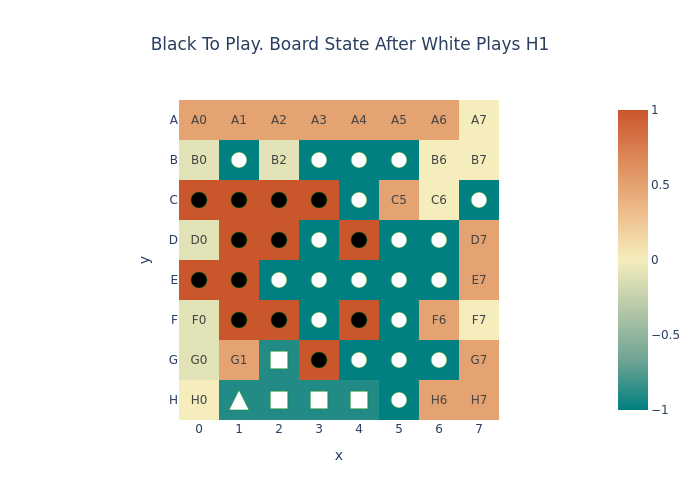 Black To Play. Board State After White Plays H1
A A0 A1 A2 A3 A4 A5 A6 A7
B B0 B2 B6 B7
C C5 C6
D D0 D7
E E7
F F0 F6 F7
G G0 G1 G7
H H0 H6 H7
0 1 2 3 4 5 6 7
x
y
1
0.5
0
−0.5
−1